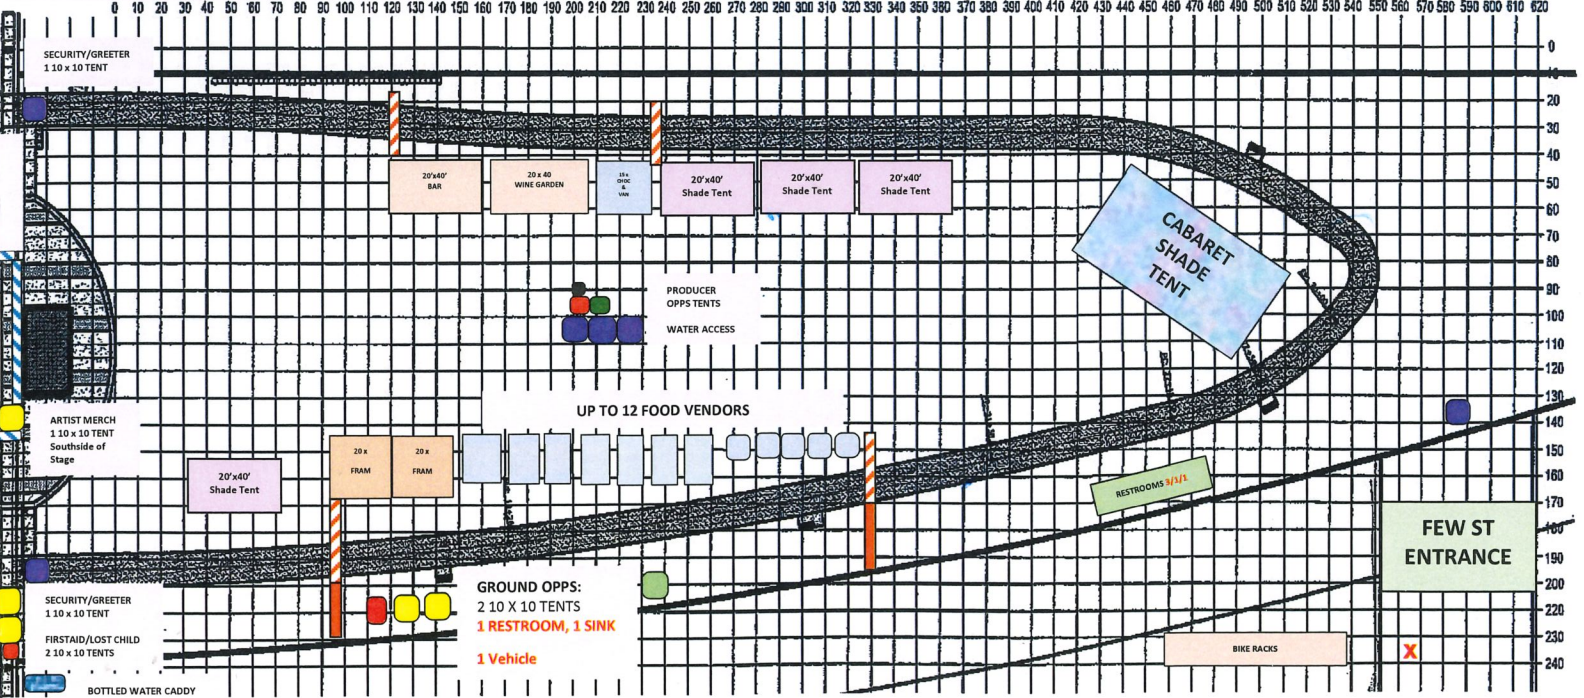 0 10 20 30 40 50 60 70 80 90 100 110 120 130 140 150 160 170 180 190 200 210 220 230 240 250 260 270 280 290 300 310 320 330 340 350 360 370 380 390 400 410 420 430 440 450 460 470 480 490 500 510 520 530 540 550 560 570 580 590 600 610 620
SECURITY/GREETER
1 10 x 10 TENT
0
10
20
30
40
50
60
70
80
90
100
110
120
130
140
150
160
170
180
190
200
220
230
240
20'x40'
BAR
20 x 40
WINE GARDEN
15 x
CHOC
&
VAN
20'x40'
Shade Tent
20'x40'
Shade Tent
20'x40'
Shade Tent
CABARET
SHADE
TENT
PRODUCER
OPPS TENTS
WATER ACCESS
UP TO 12 FOOD VENDORS
ARTIST MERCH
1 10 x 10 TENT
Southside of
Stage
20'x40'
Shade Tent
20 x
FRAM
20 x
FRAM
RESTROOMS 3/1/1
FEW ST
ENTRANCE
GROUND OPPS:
2 10 X 10 TENTS
1 RESTROOM, 1 SINK
1 Vehicle
SECURITY/GREETER
1 10 x 10 TENT
FIRSTAID/LOST CHILD
2 10 x 10 TENTS
BIKE RACKS
X
BOTTLED WATER CADDY